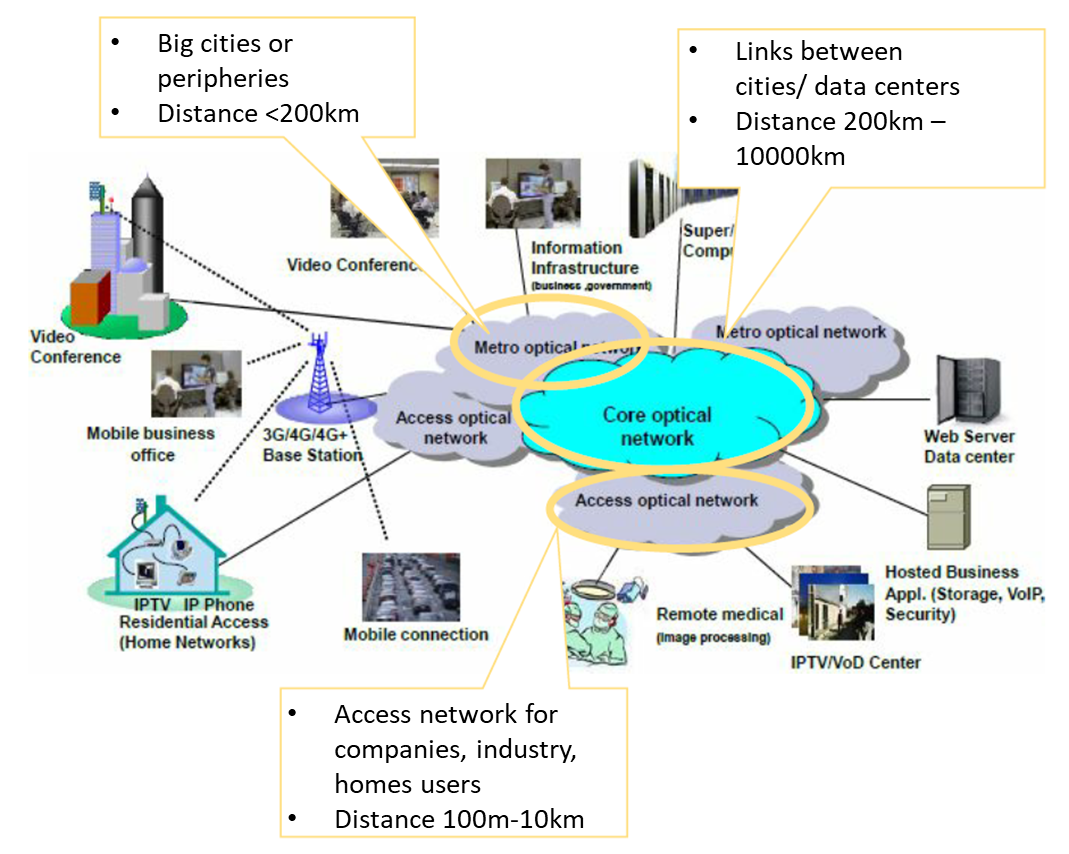 • Big cities or
peripheries
• Distance <200km
• Links between
cities/ data centers
• Distance 200km –
10000km
Video Conferenc
Information
Infrastructure
(business ,government)
Super/
Compu
Video
Conference
Metro optical network
Metro optical network
Mobile business
office
3G/4G/4G+
Base Station
Access optical
network
Core optical
network
Web Server
Data center
Access optical network
IPTV IP Phone
Residential Access
(Home Networks)
Mobile connection
Remote medical
(image processing)
Hosted Business
Appl. (Storage, VoIP,
Security)
IPTV/VoD Center
• Access network for
companies, industry,
homes users
• Distance 100m-10km